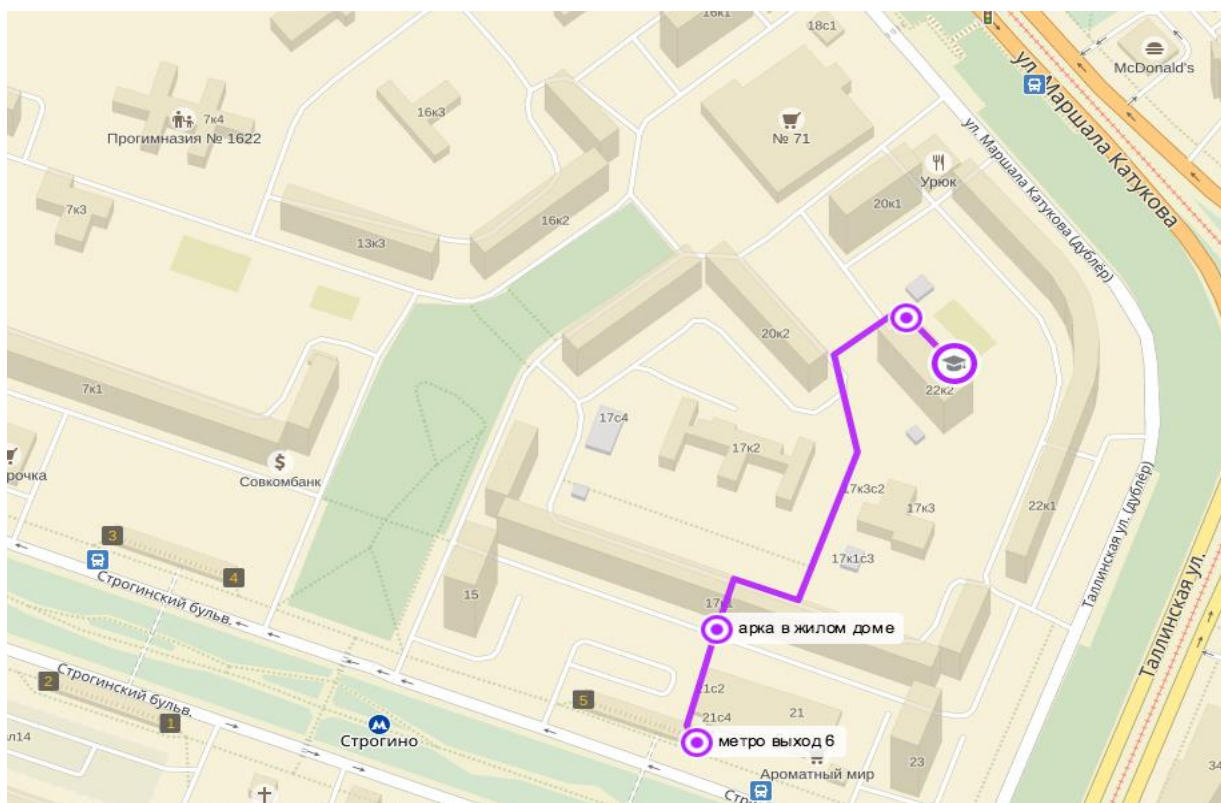 16к1
18с1
McDonald's
ул. Маршала Катукова
7к4
Прогимназия № 1622
16к3
№ 71
ул. Маршала Катукова (дублёр)
Урюк
7к3
20к1
16к2
13к3
20к2
7к1
22к2
17с4
17к2
рочка
Совкомбанк
17к3с2
17к3
22к1
Таллинская ул. (дублёр)
3
4
17к1с3
Строгинский бульв.
15
17к1
арка в жилом доме
Таллинская ул.
2
1
5
21с2
21с4
21
Строгинский бульв.
Строгино
метро выход 6
ал14
Ароматный мир
23
34